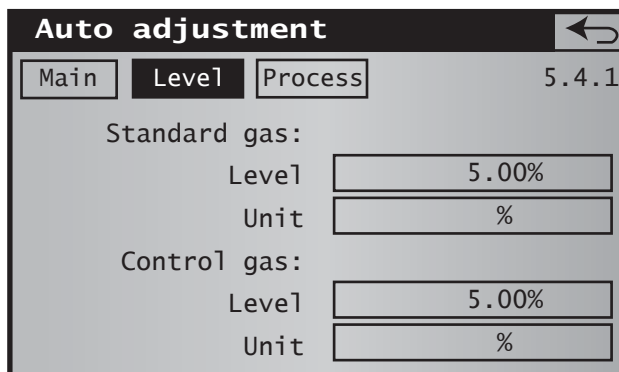 Auto adjustment
Main Level Process 5.4.1
Standard gas:
Level 5.00%
Unit %
Control gas:
Level 5.00%
Unit %